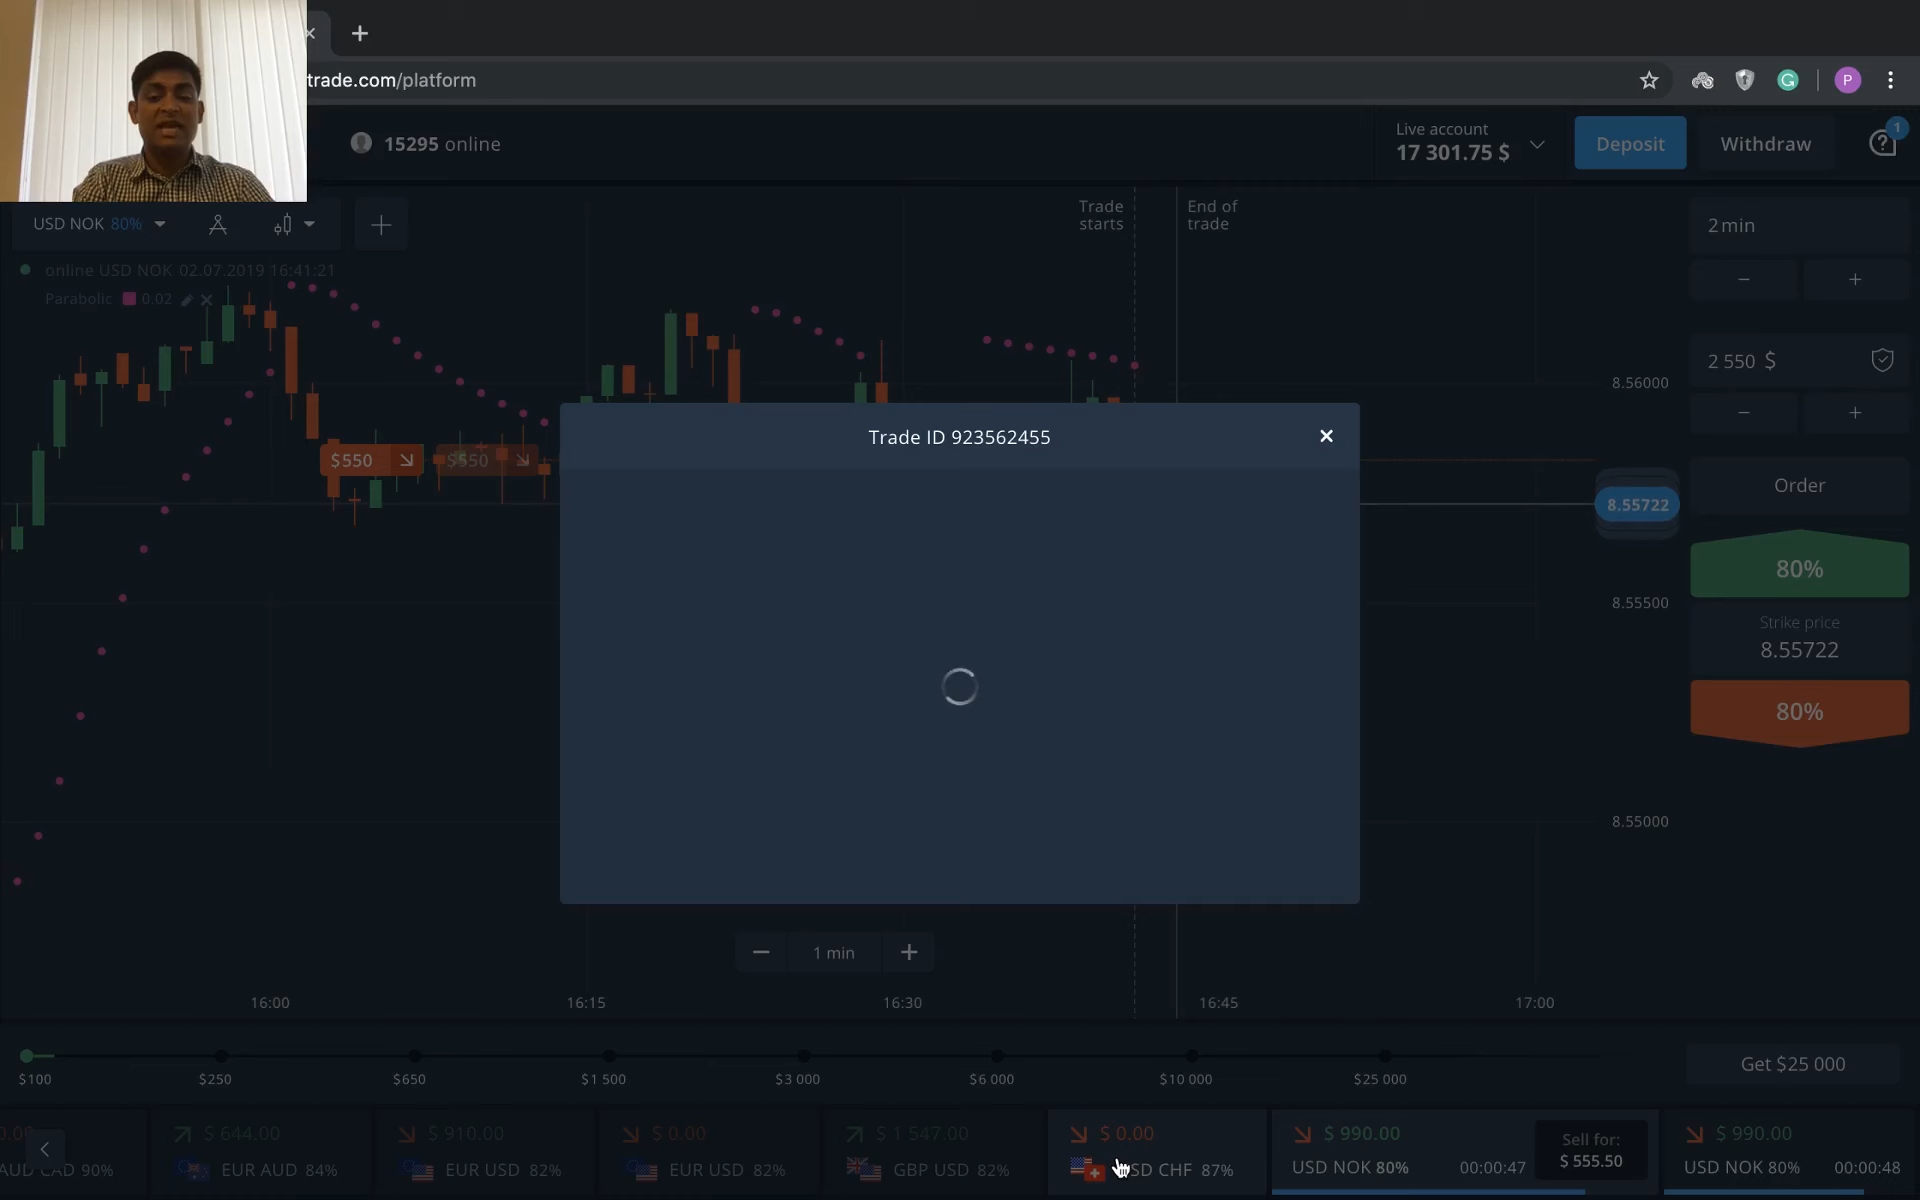 trade.com/platform
G
P
15295 online
Live account
17 301.75 $
Deposit
Withdraw
1
USD NOK 80%
online USD NOK 02.07.2019 16:41:21
Parabolic 0.02
Trade starts
End of trade
$550
$550
Trade ID 923562455
8.56000
8.55722
8.55500
8.55000
2 min
2 550 $
Order
80%
Strike price
8.55722
80%
1 min
16:00
16:15
16:30
16:45
17:00
$100
$250
$650
$1 500
$3 000
$6 000
$10 000
$25 000
Get $25 000
AUD CAD 90%
$ 644.00
EUR AUD 84%
$ 910.00
EUR USD 82%
$ 0.00
EUR USD 82%
$ 1 547.00
GBP USD 82%
$ 0.00
SD CHF 87%
$ 990.00
USD NOK 80%
00:00:47
Sell for:
$ 555.50
$ 990.00
USD NOK 80%
00:00:48